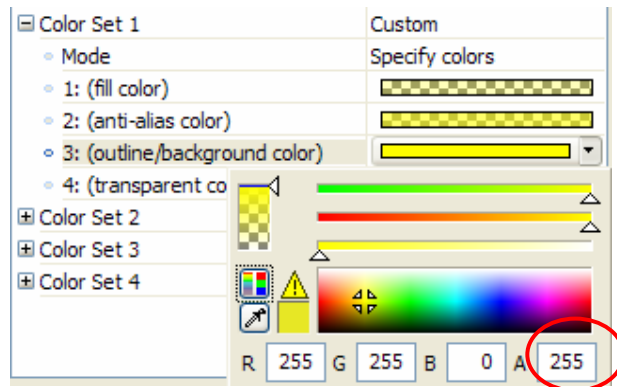 Color Set 1 Custom
Mode Specify colors
1: (fill color)
2: (anti-alias color)
3: (outline/background color)
4: (transparent co
Color Set 2
Color Set 3
Color Set 4
R 255 G 255 B 0 A 255